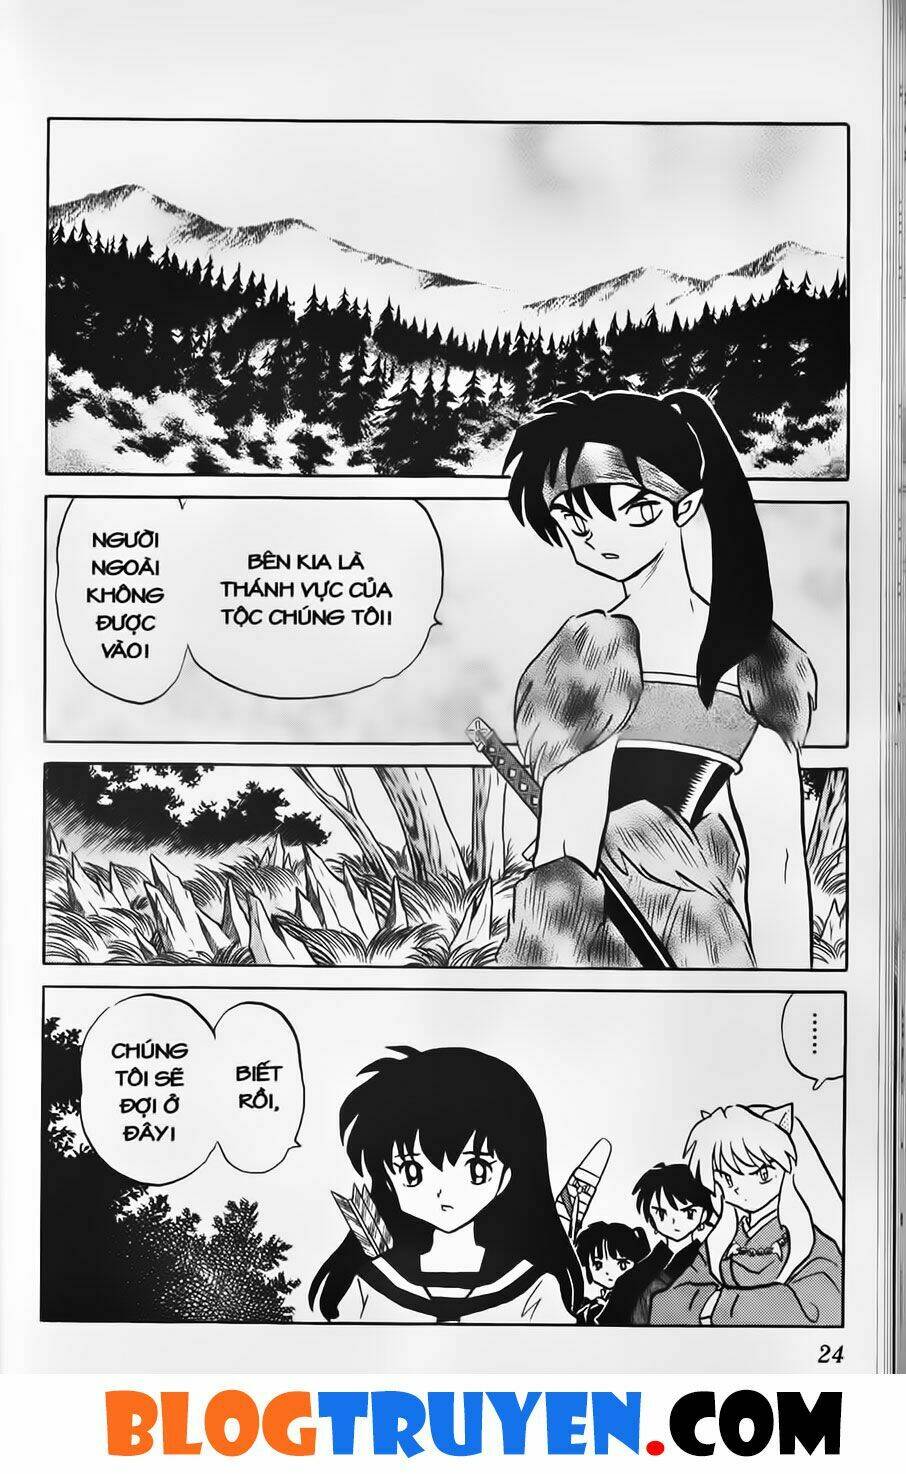 BÊN KIA LÀ
THÁNH VỰC CỦA
TỘC CHÚNG TÔI!
NGƯỜI
NGOÀI
KHÔNG
ĐƯỢC
VÀO!
........
BIẾT
RỒI,
CHÚNG
TÔI SẼ
ĐỢI Ở
ĐÂY!
24
BLOGTRUYEN.COM